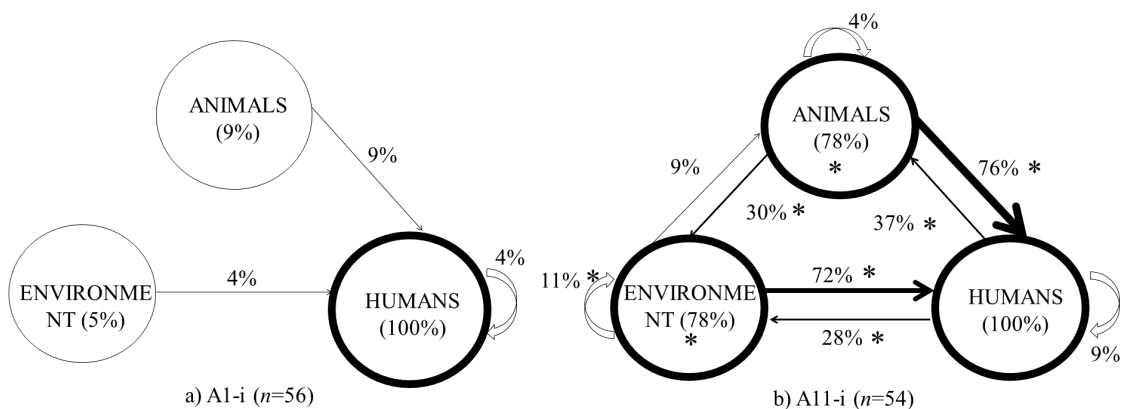 ANIMALS
(9%)
9%
ENVIRONME
NT (5%)
4%
HUMANS
(100%)
4%
a) A1-i (n=56)
4%
ANIMALS
(78%)
*
9%
30% *
76% *
37% *
11% *
ENVIRONME
NT (78%)
*
72% *
28% *
HUMANS
(100%)
9%
b) A11-i (n=54)